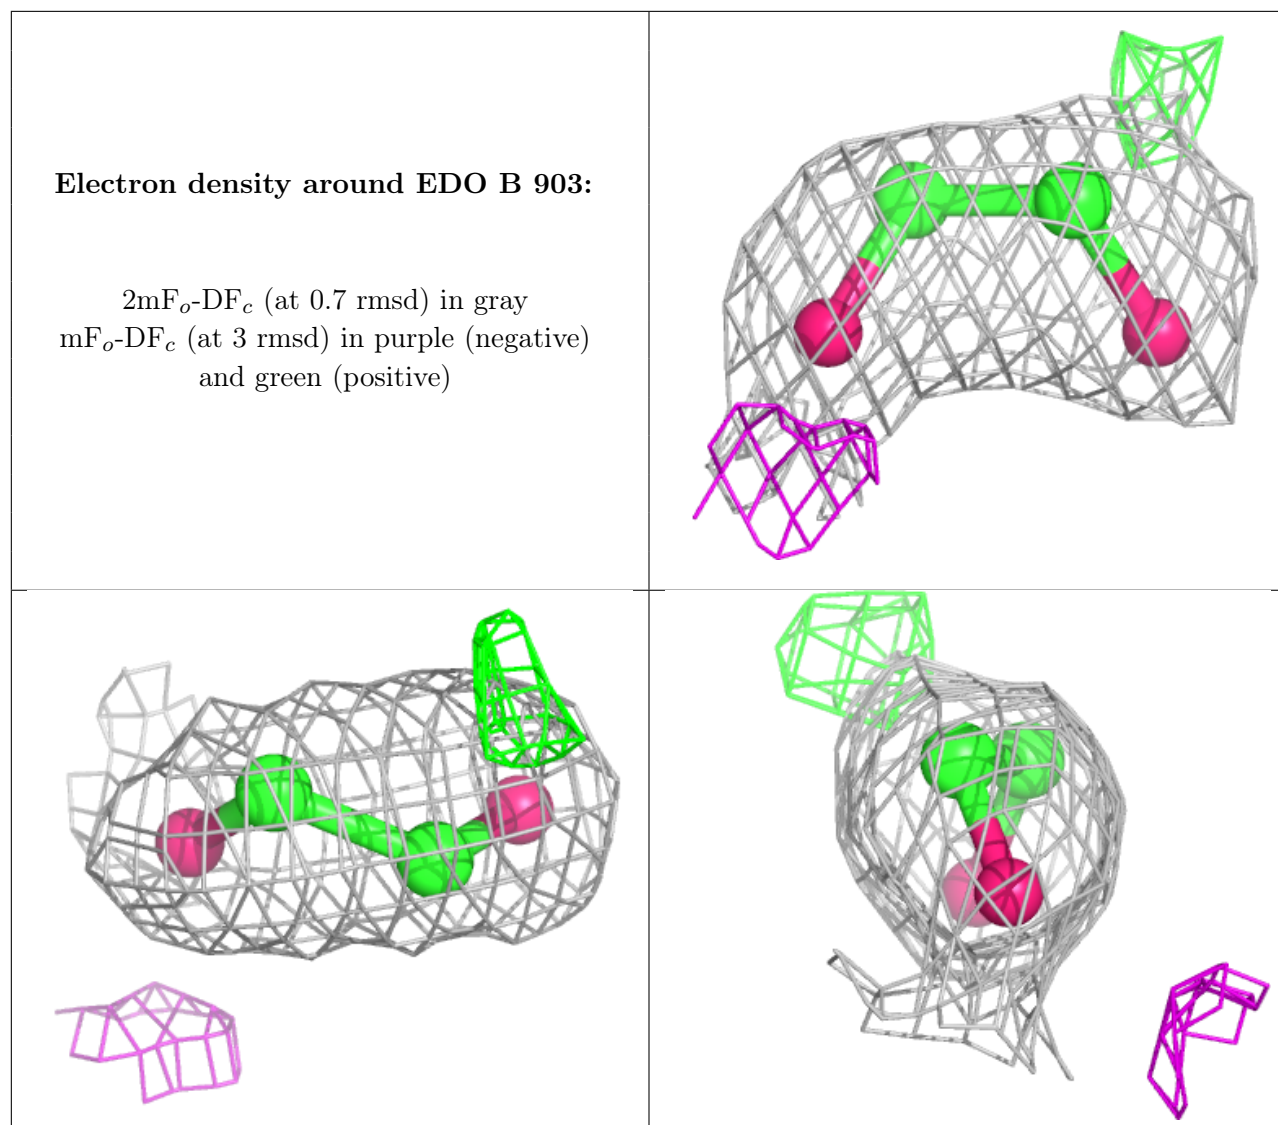 Electron density around EDO B 903:
2mFo-DFc (at 0.7 rmsd) in gray
mFo-DFc (at 3 rmsd) in purple (negative)
and green (positive)